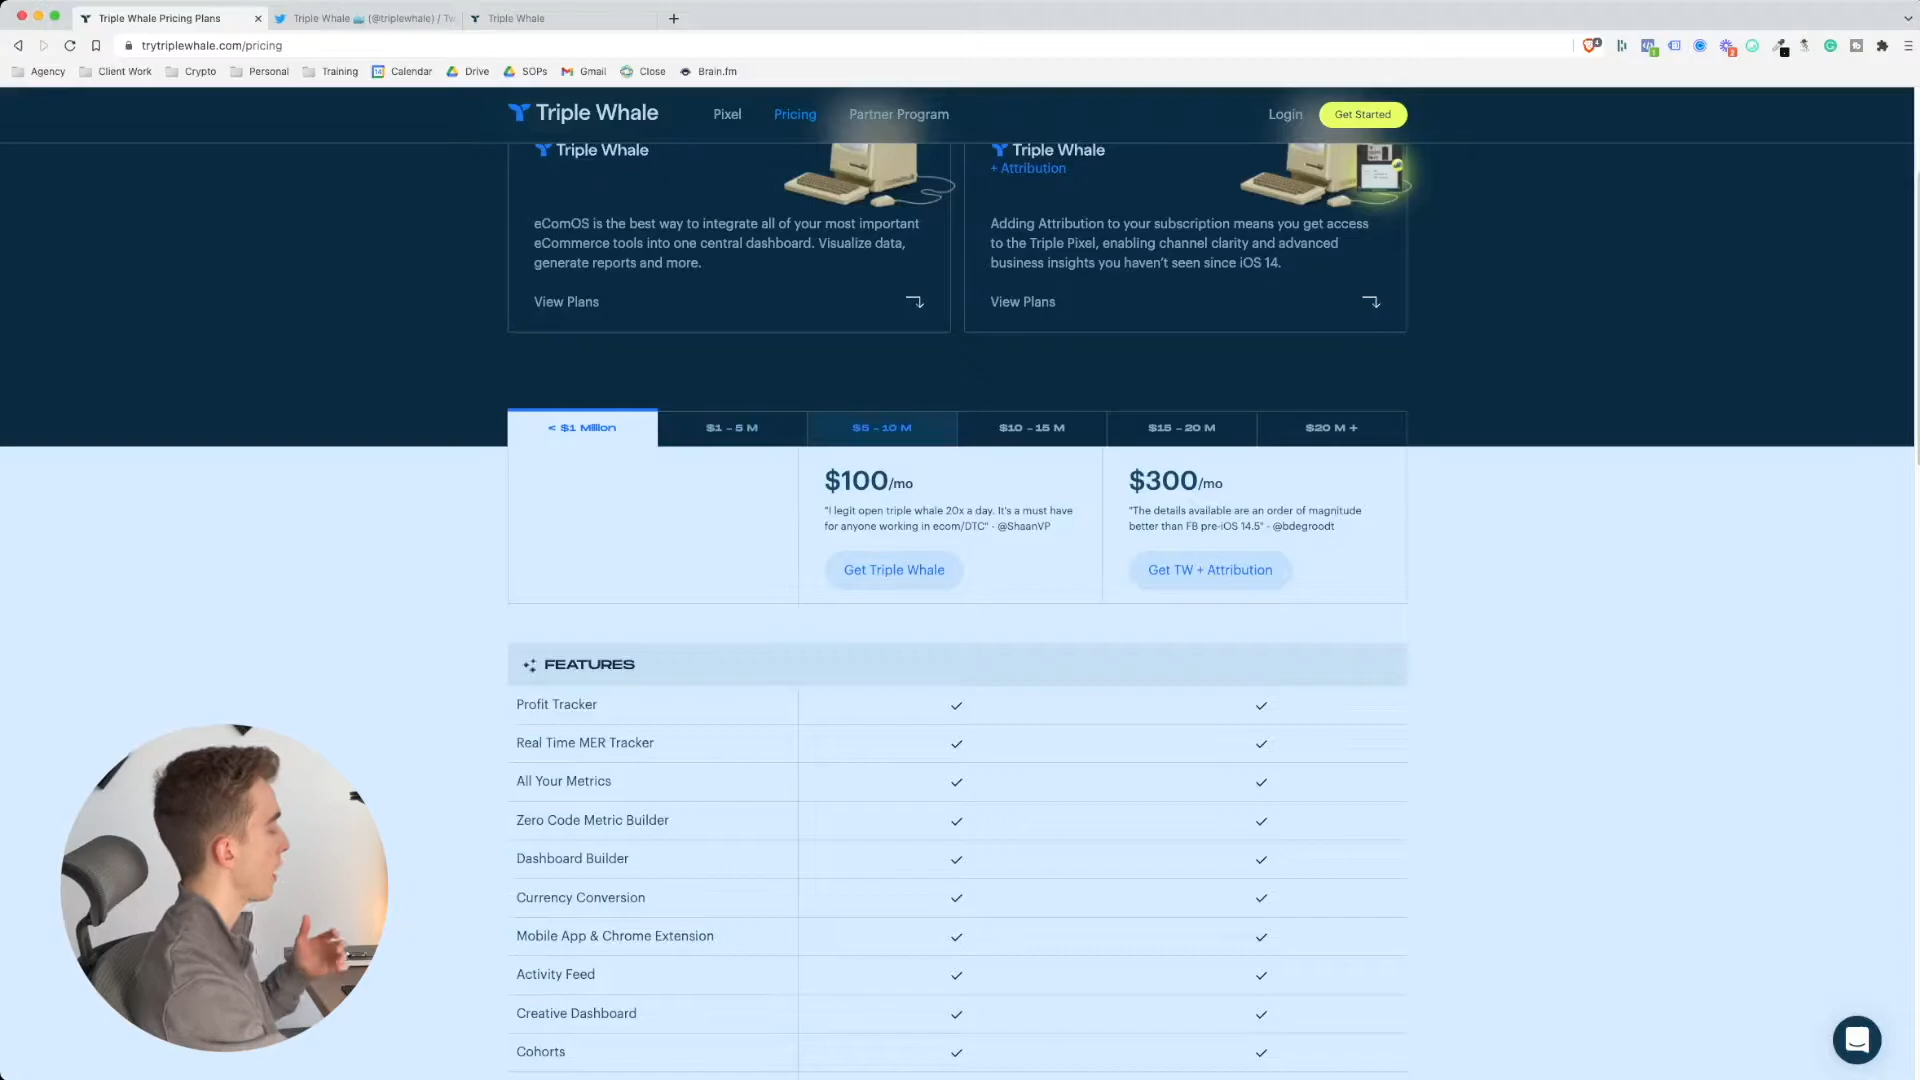 Triple Whale Pricing Plans
Triple Whale (@triplewhale) / Tw
Triple Whale
trytriplewhale.com/pricing
Agency
Client Work
Crypto
Personal
Training
Calendar
Drive
SOPs
Gmail
Close
Brain.fm
Triple Whale
Pixel
Pricing
Partner Program
Login
Get Started
Triple Whale
eComOS is the best way to integrate all of your most important
eCommerce tools into one central dashboard. Visualize data,
generate reports and more.
View Plans
Triple Whale
+ Attribution
Adding Attribution to your subscription means you get access
to the Triple Pixel, enabling channel clarity and advanced
business insights you haven't seen since iOS 14.
View Plans
< $1 Million
$1 - 5 M
$5 - 10 M
$10 - 15 M
$15 - 20 M
$20 M +
$100/mo
"I legit open triple whale 20x a day. It's a must have
for anyone working in ecom/DTC" - @ShaanVP
Get Triple Whale
$300/mo
"The details available are an order of magnitude
better than FB pre-iOS 14.5" - @bdegroodt
Get TW + Attribution
FEATURES
Profit Tracker
Real Time MER Tracker
All Your Metrics
Zero Code Metric Builder
Dashboard Builder
Currency Conversion
Mobile App & Chrome Extension
Activity Feed
Creative Dashboard
Cohorts